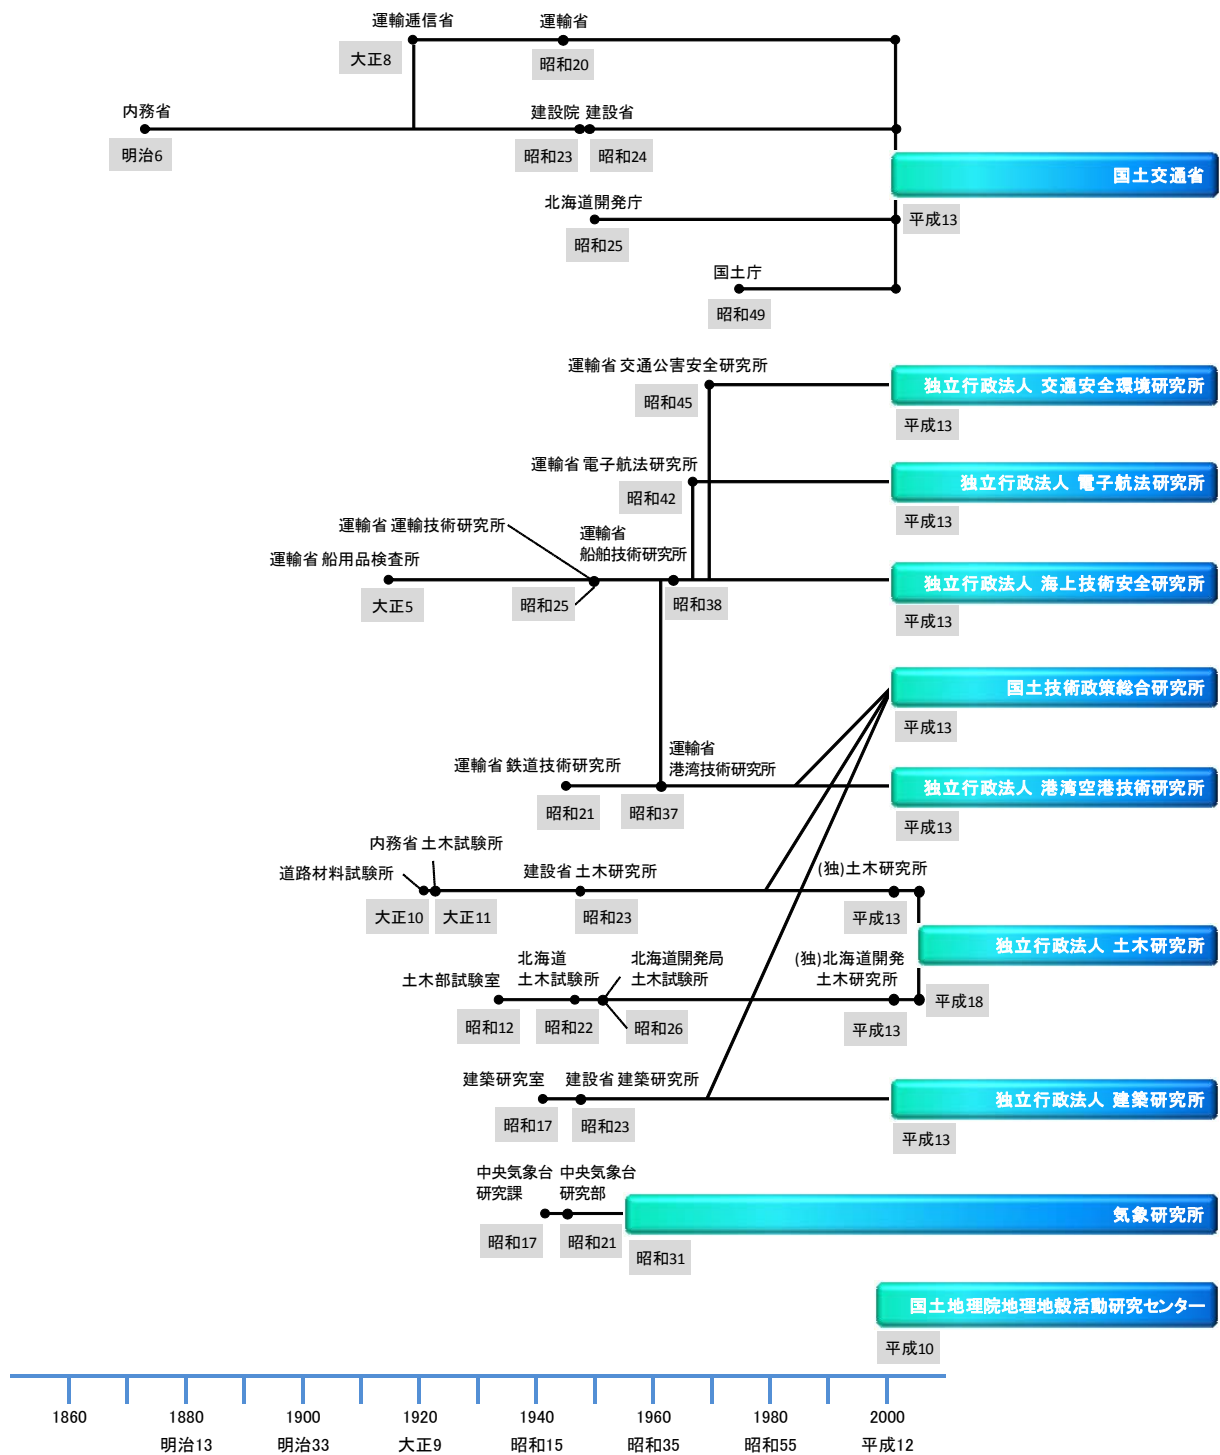 運輸逓信省
運輸省
大正8
昭和20
内務省
建設院
建設省
明治6
昭和23
昭和24
国土交通省
北海道開発庁
平成13
昭和25
国土庁
昭和49
運輸省 交通公害安全研究所
独立行政法人 交通安全環境研究所
昭和45
平成13
運輸省 電子航法研究所
独立行政法人 電子航法研究所
昭和42
平成13
運輸省 運輸技術研究所
運輸省
船舶技術研究所
運輸省 船用品検査所
独立行政法人 海上技術安全研究所
大正5
昭和25
昭和38
平成13
国土技術政策総合研究所
平成13
運輸省
港湾技術研究所
運輸省 鉄道技術研究所
独立行政法人 港湾空港技術研究所
昭和21
昭和37
平成13
内務省 土木試験所
道路材料試験所
建設省 土木研究所
(独)土木研究所
大正10
大正11
昭和23
平成13
独立行政法人 土木研究所
土木部試験室
北海道
土木試験所
北海道開発局
土木試験所
(独)北海道開発
土木研究所
平成18
昭和12
昭和22
昭和26
平成13
建築研究室
建設省 建築研究所
独立行政法人 建築研究所
昭和17
昭和23
平成13
中央気象台
研究課
中央気象台
研究部
気象研究所
昭和17
昭和21
昭和31
国土地理院地理地殻活動研究センター
平成10
1860
1880
1900
1920
1940
1960
1980
2000
明治13
明治33
大正9
昭和15
昭和35
昭和55
平成12